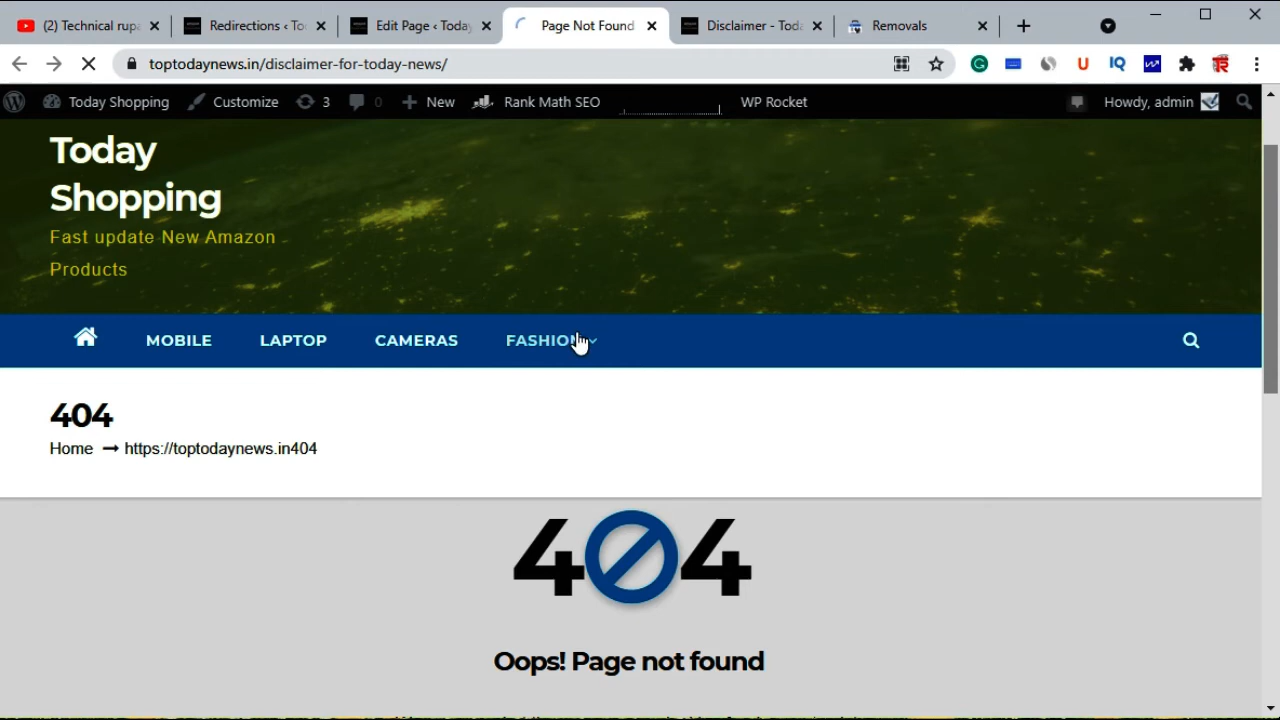 (2) Technical rupa
Redirections ‹ To
Edit Page ‹ Today
Page Not Found
Disclaimer - Toda
Removals
toptodaynews.in/disclaimer-for-today-news/
Today Shopping
Customize
3
0
New
Rank Math SEO
WP Rocket
Howdy, admin
Today
Shopping
Fast update New Amazon
Products
MOBILE
LAPTOP
CAMERAS
FASHION
404
Home → https://toptodaynews.in404
404
Oops! Page not found